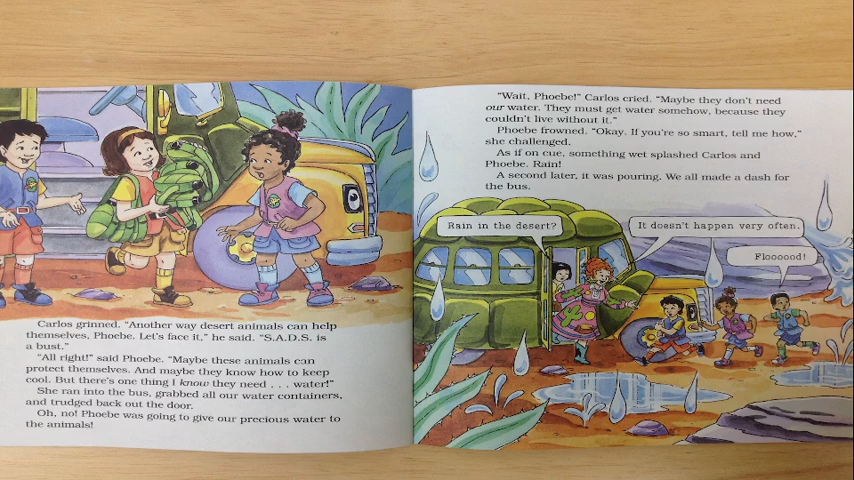 Carlos grinned. "Another way desert animals can help
themselves, Phoebe. Let's face it," he said. "S.A.D.S. is
a bust."
"All right!" said Phoebe. "Maybe these animals can
protect themselves. And maybe they know how to keep
cool. But there's one thing I know they need . . . water!"
She ran into the bus, grabbed all our water containers,
and trudged back out the door.
Oh, no! Phoebe was going to give our precious water to
the animals!
"Wait, Phoebe!" Carlos cried. "Maybe they don't need
our water. They must get water somehow, because they
couldn't live without it."
Phoebe frowned. "Okay. If you're so smart, tell me how,"
she challenged.
As if on cue, something wet splashed Carlos and
Phoebe. Rain!
A second later, it was pouring. We all made a dash for
the bus.
Rain in the desert?
It doesn't happen very often.
Floooood!